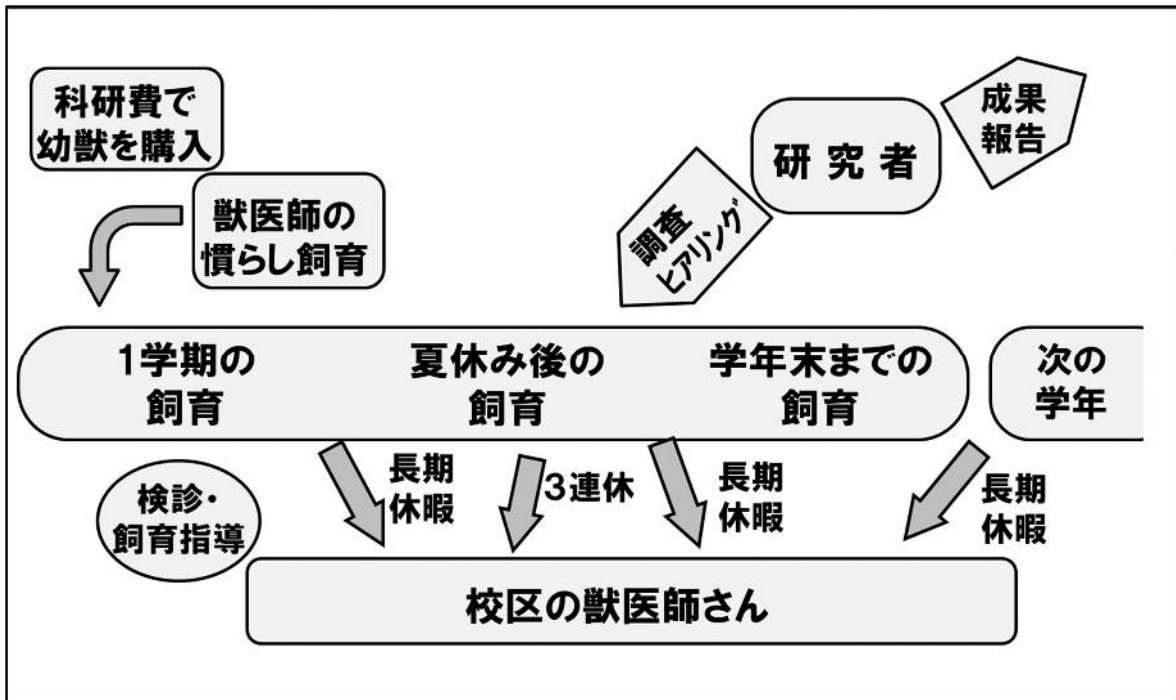 科研費で
幼獣を購入
獣医師の
慣らし飼育
研究者
成果
報告
調査
ヒアリング
1学期の
飼育
夏休み後の
飼育
学年末までの
飼育
次の
学年
検診・
飼育指導
長期
休暇
3連休
長期
休暇
長期
休暇
校区の獣医師さん